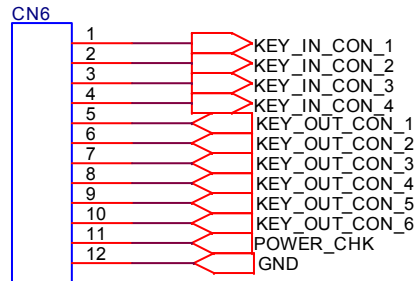 CN6
1 KEY_IN_CON_1
2 KEY_IN_CON_2
3 KEY_IN_CON_3
4 KEY_IN_CON_4
5 KEY_OUT_CON_1
6 KEY_OUT_CON_2
7 KEY_OUT_CON_3
8 KEY_OUT_CON_4
9 KEY_OUT_CON_5
10 KEY_OUT_CON_6
11 POWER_CHK
12 GND